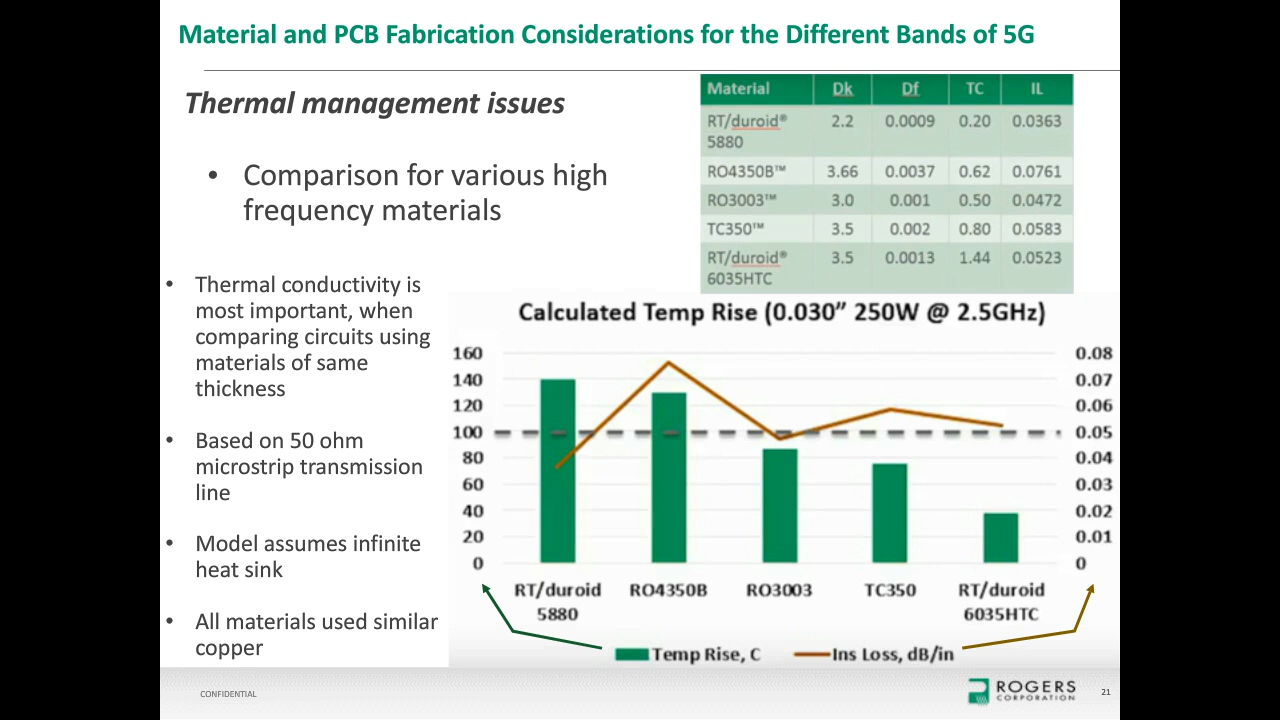 Material and PCB Fabrication Considerations for the Different Bands of 5G
Thermal management issues
• Comparison for various high
frequency materials
• Thermal conductivity is
most important, when
comparing circuits using
materials of same
thickness
• Based on 50 ohm
microstrip transmission
line
• Model assumes infinite
heat sink
• All materials used similar
copper
Material Dk Df TC IL
RT/duroid® 2.2 0.0009 0.20 0.0363
5880
RO4350B™ 3.66 0.0037 0.62 0.0761
RO3003™ 3.0 0.001 0.50 0.0472
TC350™ 3.5 0.002 0.80 0.0583
RT/duroid® 3.5 0.0013 1.44 0.0523
6035HTC
Calculated Temp Rise (0.030” 250W @ 2.5GHz)
160 0.08
140 0.07
120 0.06
100 0.05
80 0.04
60 0.03
40 0.02
20 0.01
0 0
RT/duroid RO4350B RO3003 TC350 RT/duroid
5880 6035HTC
Temp Rise, C Ins Loss, dB/in
CONFIDENTIAL
ROGERS
CORPORATION
21